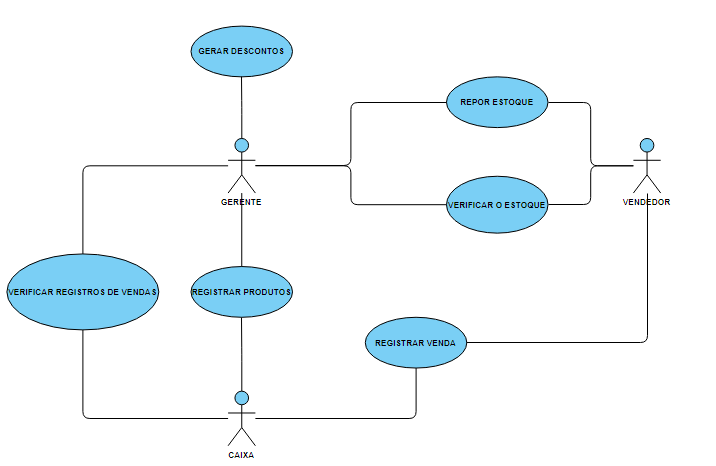 GERAR DESCONTOS
REPOR ESTOQUE
GERENTE
VENDEDOR
VERIFICAR O ESTOQUE
VERIFICAR REGISTROS DE VENDAS
REGISTRAR PRODUTOS
REGISTRAR VENDA
CAIXA